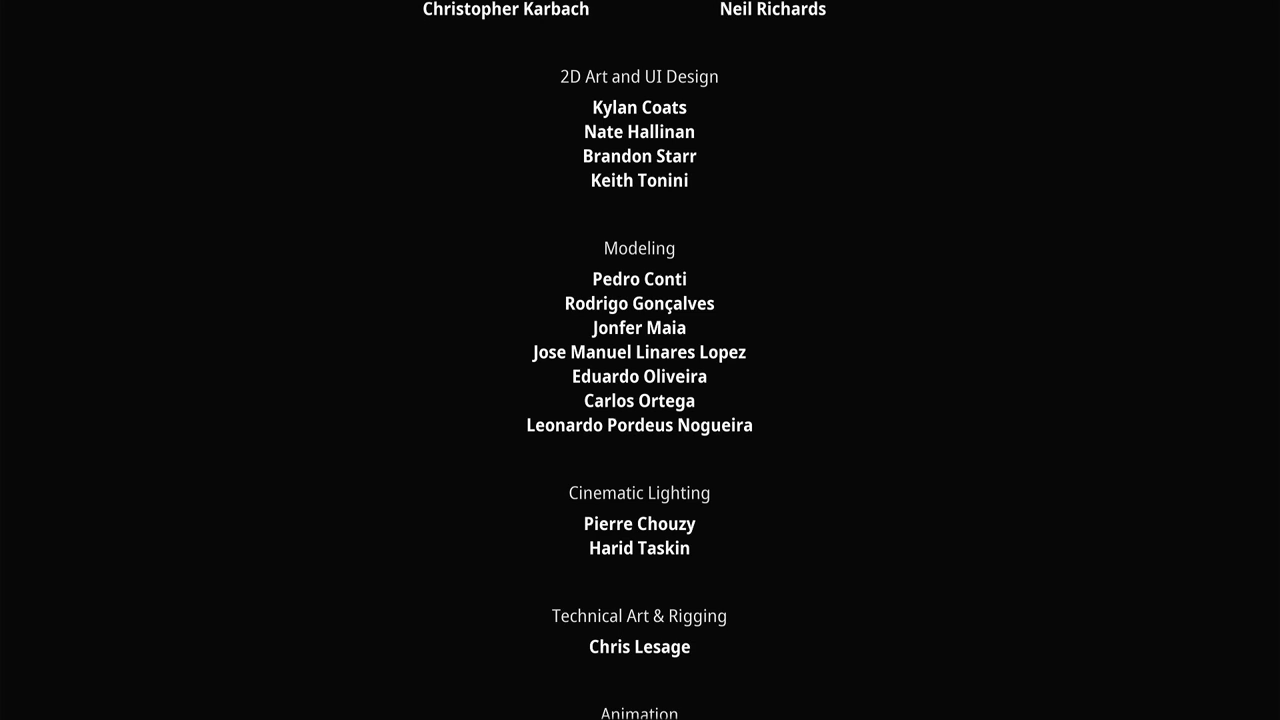 Christopher Karbach Neil Richards
2D Art and UI Design
Kylan Coats
Nate Hallinan
Brandon Starr
Keith Tonini
Modeling
Pedro Conti
Rodrigo Gonçalves
Jonfer Maia
Jose Manuel Linares Lopez
Eduardo Oliveira
Carlos Ortega
Leonardo Pordeus Nogueira
Cinematic Lighting
Pierre Chouzy
Harid Taskin
Technical Art & Rigging
Chris Lesage
Animation